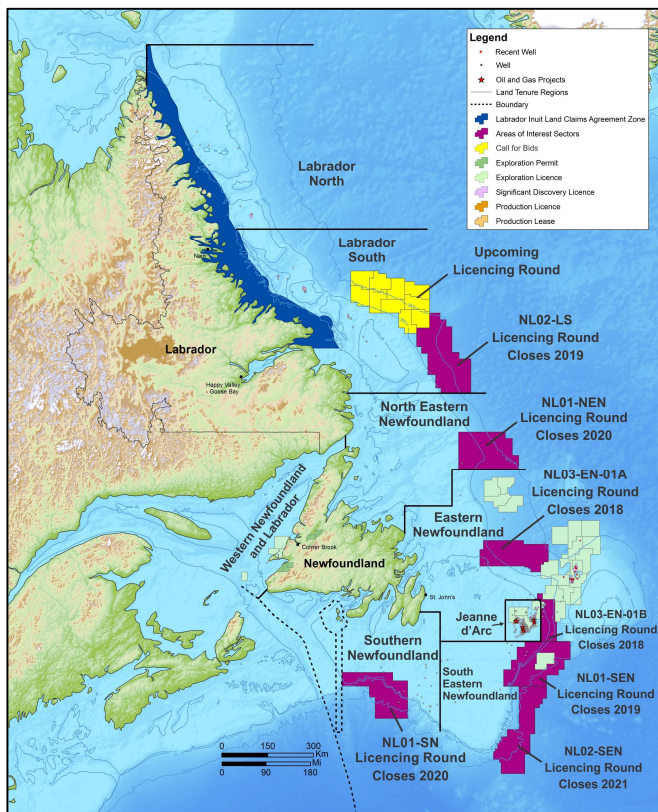 Legend
Recent Well
Well
Oil and Gas Projects
Land Tenure Regions
Boundary
Labrador Inuit Land Claims Agreement Zone
Areas of Interest Sectors
Call for Bids
Exploration Permit
Exploration Licence
Significant Discovery Licence
Production Licence
Production Lease
Labrador
North
Labrador
South
Upcoming
Licencing Round
Nain
NL02-LS
Licencing Round
Closes 2019
Labrador
Happy Valley
- Goose Bay
North Eastern
Newfoundland
NL01-NEN
Licencing Round
Closes 2020
Western Newfoundland
and Labrador
NL03-EN-01A
Licencing Round
Closes 2018
Eastern
Newfoundland
Corner Brook
Newfoundland
St. John's
Jeanne
d'Arc
NL03-EN-01B
Licencing Round
Closes 2018
Southern
Newfoundland
South
Eastern
Newfoundland
NL01-SEN
Licencing Round
Closes 2019
NL01-SN
Licencing Round
Closes 2020
NL02-SEN
Licencing Round
Closes 2021
0 150 300
Km
Mi
0 90 180